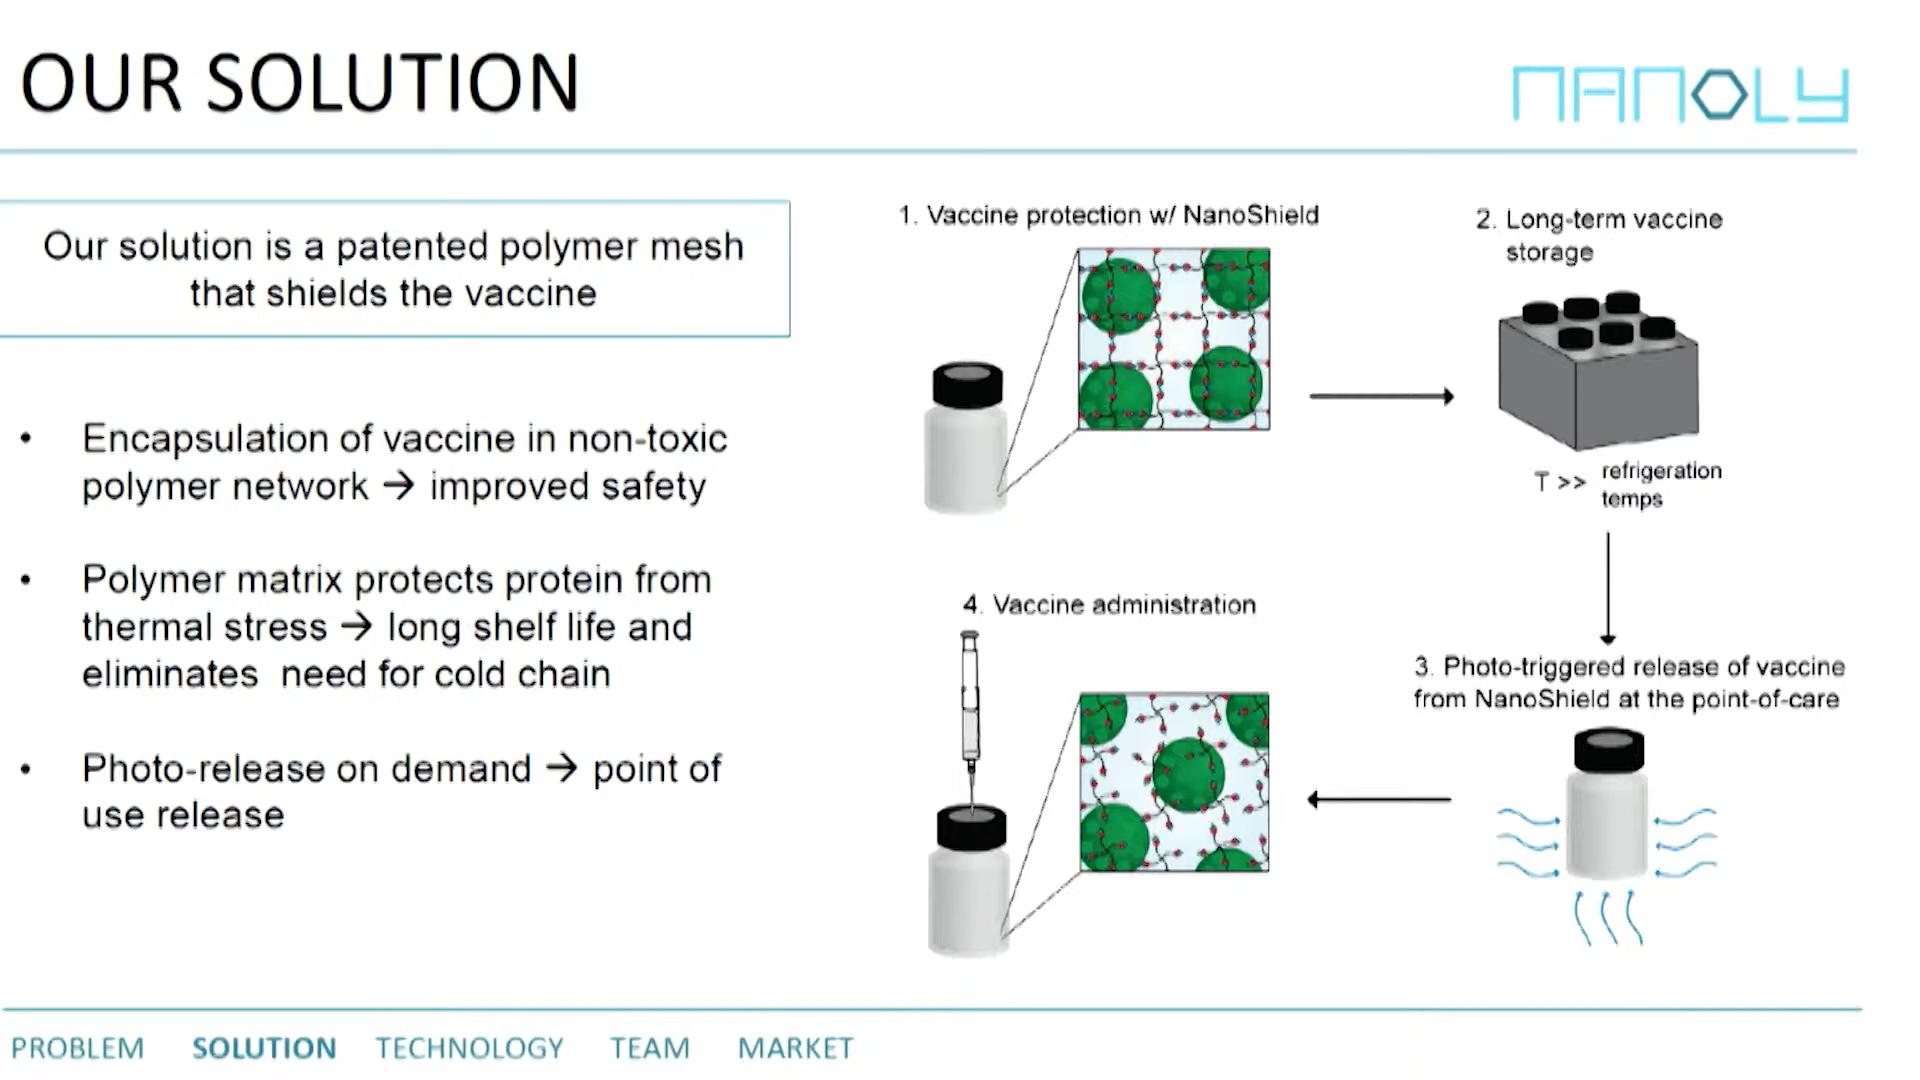 OUR SOLUTION
NANOLY
Our solution is a patented polymer mesh
that shields the vaccine
• Encapsulation of vaccine in non-toxic
polymer network → improved safety
• Polymer matrix protects protein from
thermal stress → long shelf life and
eliminates need for cold chain
• Photo-release on demand → point of
use release
1. Vaccine protection w/ NanoShield
2. Long-term vaccine
storage
T >> refrigeration
temps
3. Photo-triggered release of vaccine
from NanoShield at the point-of-care
4. Vaccine administration
PROBLEM SOLUTION TECHNOLOGY TEAM MARKET